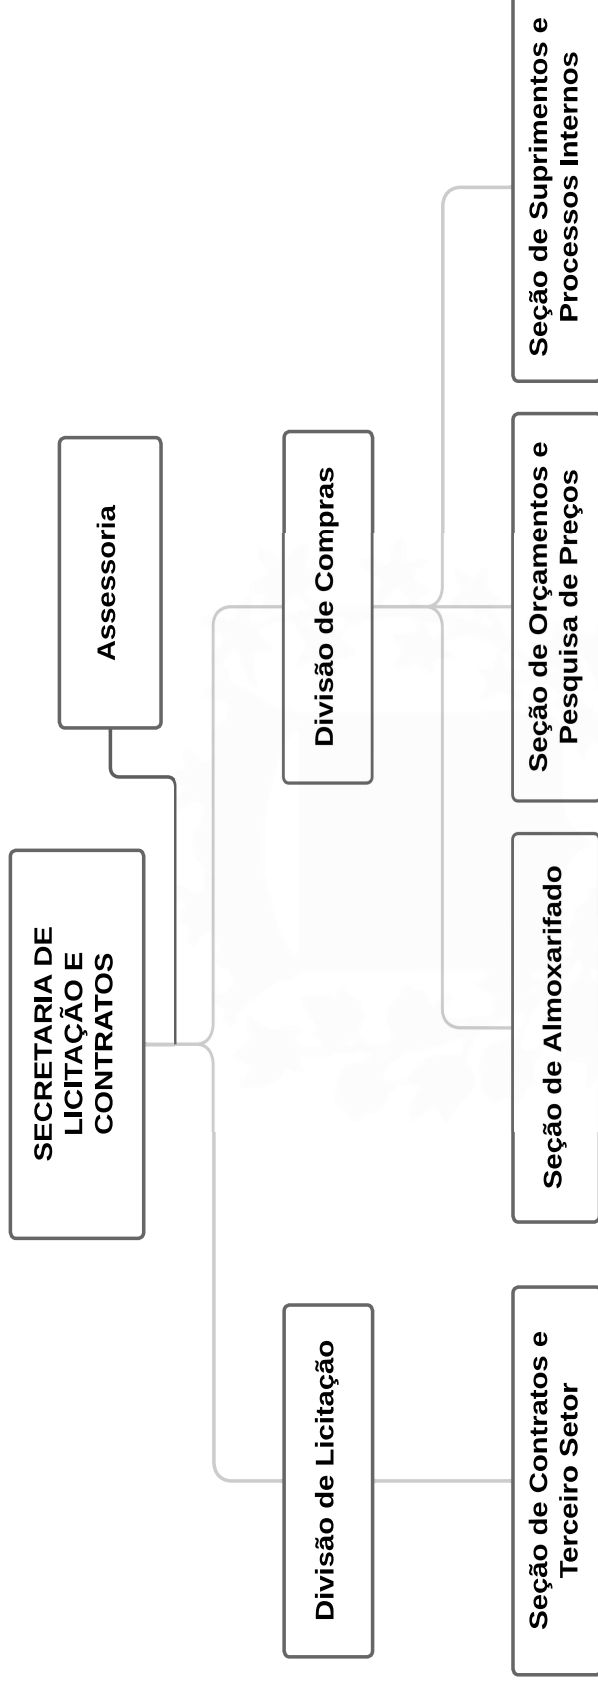 SECRETARIA DE
LICITAÇÃO E
CONTRATOS
Assessoria
Divisão de Licitação
Divisão de Compras
Seção de Contratos e
Terceiro Setor
Seção de Almoxarifado
Seção de Orçamentos e
Pesquisa de Preços
Seção de Suprimentos e
Processos Internos